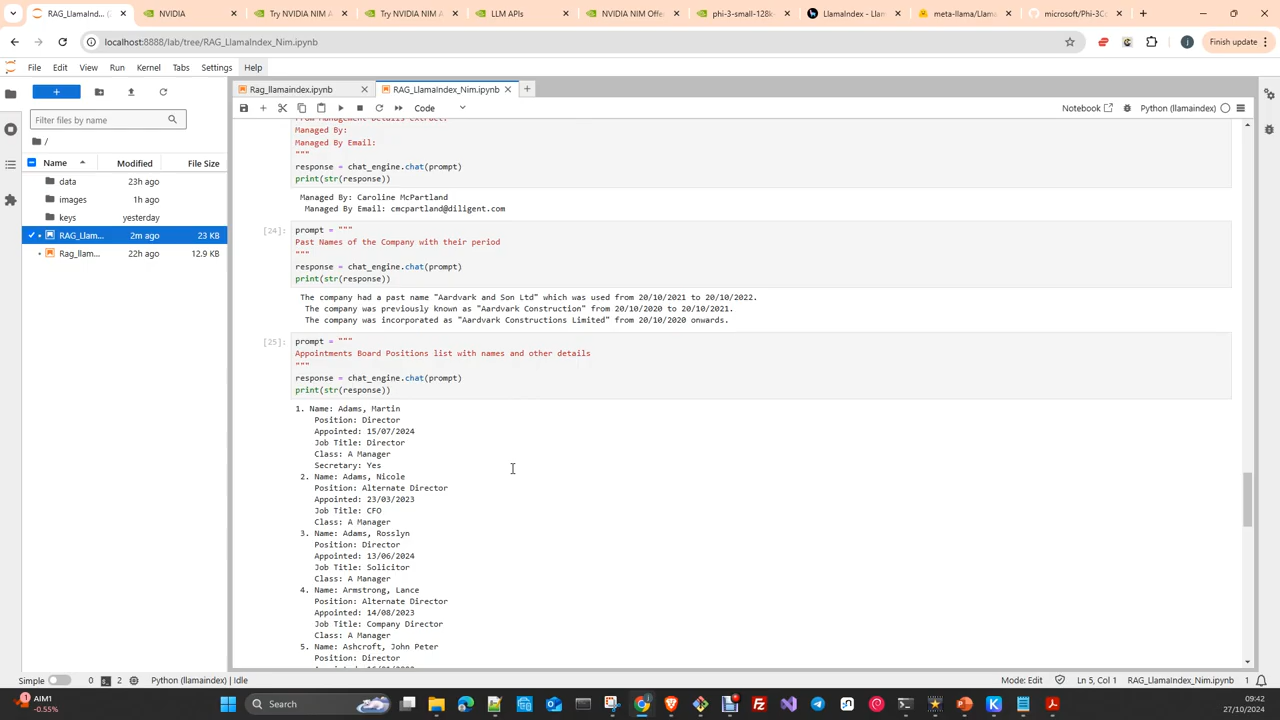 RAG_LlamaIndex_... (
NVIDIA
Try NVIDIA NIM A
Try NVIDIA NIM A
LLM APIs
NVIDIA NIM Offe
phi-3-small-128k
LlamaIndex - Llam
meta-llama/Llama
microsoft/Phi-3Co
localhost:8888/lab/tree/RAG_LlamaIndex_Nim.ipynb
j
Finish update
File Edit View Run Kernel Tabs Settings Help
Rag_llamaindex.ipynb
RAG_LlamaIndex_Nim.ipynb
Code
Notebook
Python (llamaindex)
Filter files by name
/
Name Modified File Size
data 23h ago
images 1h ago
keys yesterday
RAG_Llam... 2m ago 23 KB
Rag_llam... 22h ago 12.9 KB
From Management Details extract:
Managed By:
Managed By Email:
"""
response = chat_engine.chat(prompt)
print(str(response))
Managed By: Caroline McPartland
Managed By Email: cmcpartland@diligent.com
[24]: prompt = """
Past Names of the Company with their period
"""
response = chat_engine.chat(prompt)
print(str(response))
The company had a past name "Aardvark and Son Ltd" which was used from 20/10/2021 to 20/10/2022.
The company was previously known as "Aardvark Construction" from 20/10/2020 to 20/10/2021.
The company was incorporated as "Aardvark Constructions Limited" from 20/10/2020 onwards.
[25]: prompt = """
Appointments Board Positions list with names and other details
"""
response = chat_engine.chat(prompt)
print(str(response))
1. Name: Adams, Martin
Position: Director
Appointed: 15/07/2024
Job Title: Director
Class: A Manager
Secretary: Yes
2. Name: Adams, Nicole
Position: Alternate Director
Appointed: 23/03/2023
Job Title: CFO
Class: A Manager
3. Name: Adams, Rosslyn
Position: Director
Appointed: 13/06/2024
Job Title: Solicitor
Class: A Manager
4. Name: Armstrong, Lance
Position: Alternate Director
Appointed: 14/08/2023
Job Title: Company Director
Class: A Manager
5. Name: Ashcroft, John Peter
Position: Director
Simple 0 2 Python (llamaindex) | Idle
Mode: Edit Ln 5, Col 1 RAG_LlamaIndex_Nim.ipynb 1
AIM1
-0.55%
Search
09:42
27/10/2024